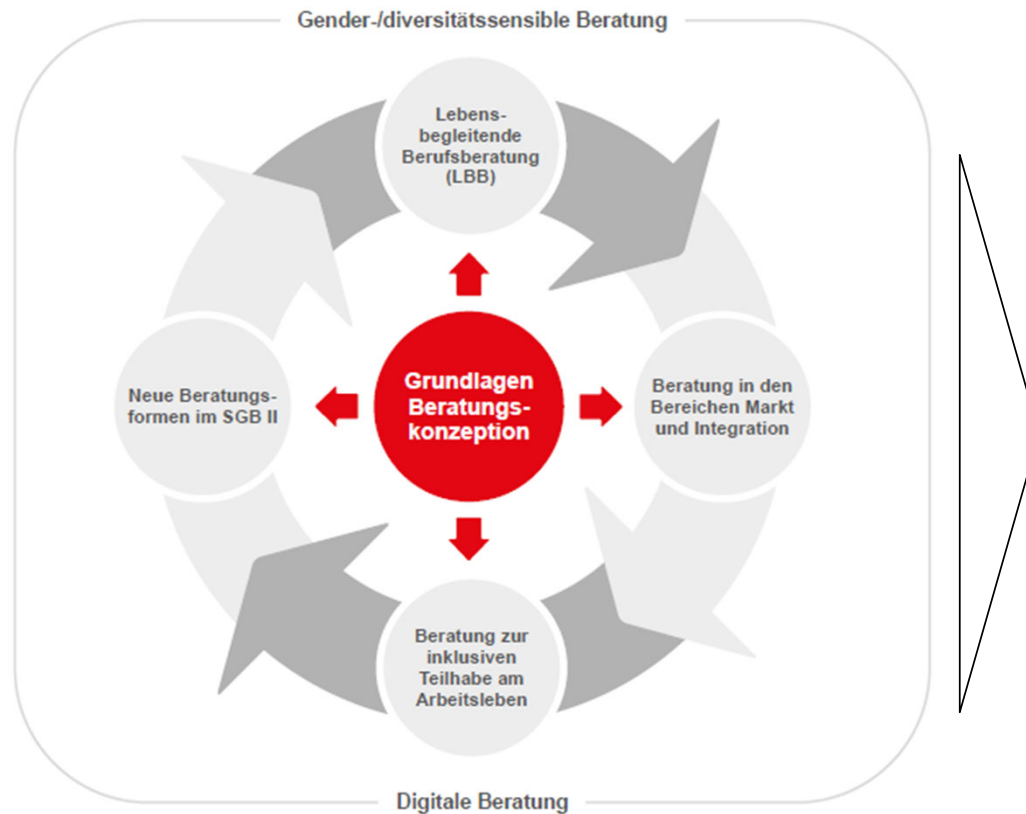 Gender-/diversitätssensible Beratung
Lebens-
begleitende
Berufsberatung
(LBB)
Neue Beratungs-
formen im SGB II
Grundlagen
Beratungs-
konzeption
Beratung in den
Bereichen Markt
und Integration
Beratung zur
inklusiven
Teilhabe am
Arbeitsleben
Digitale Beratung